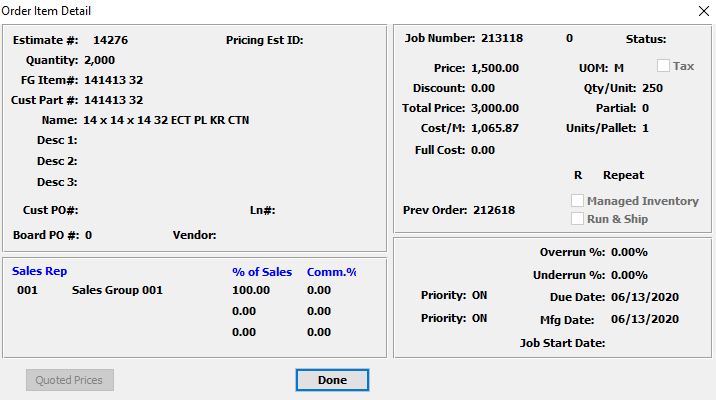 Order Item Detail
Estimate #: 14276 Pricing Est ID:
Quantity: 2,000
FG Item#: 141413 32
Cust Part #: 141413 32
Name: 14 x 14 x 14 32 ECT PL KR CTN
Desc 1:
Desc 2:
Desc 3:
Cust PO#: Ln#:
Board PO #: 0 Vendor:
Job Number: 213118 0 Status:
Price: 1,500.00 UOM: M Tax
Discount: 0.00 Qty/Unit: 250
Total Price: 3,000.00 Partial: 0
Cost/M: 1,065.87 Units/Pallet: 1
Full Cost: 0.00
R Repeat
Managed Inventory
Prev Order: 212618
Run & Ship
Sales Rep % of Sales Comm.%
001 Sales Group 001 100.00 0.00
0.00 0.00
0.00 0.00
Overrun %: 0.00%
Underrun %: 0.00%
Priority: ON Due Date: 06/13/2020
Priority: ON Mfg Date: 06/13/2020
Job Start Date:
Quoted Prices Done